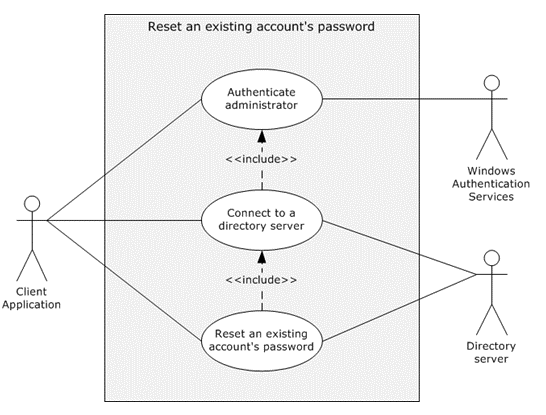 Reset an existing account's password
Authenticate
administrator
<<include>>
Windows
Authentication
Services
Connect to a
directory server
<<include>>
Client
Application
Reset an existing
account's password
Directory
server